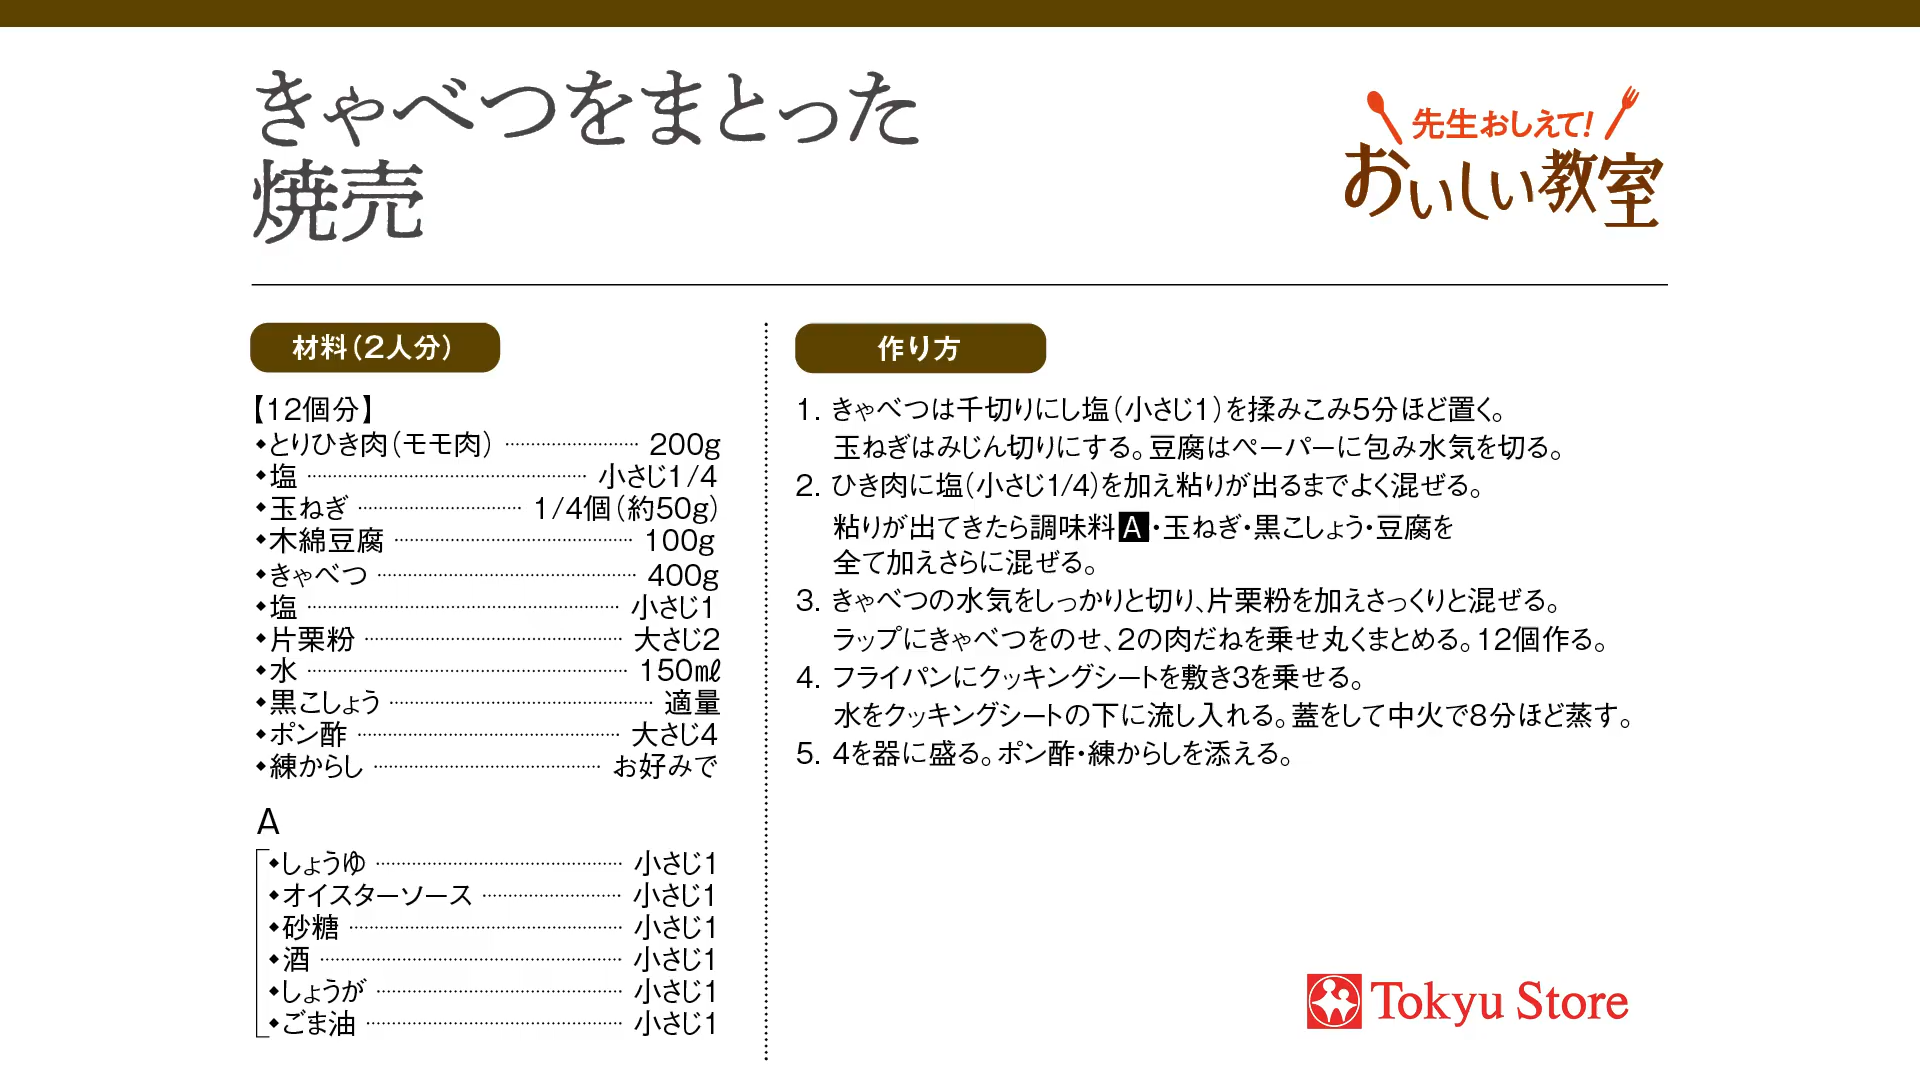 きゃべつをまとった
焼売
先生おしえて!
おいしい教室
材料（2人分）
【12個分】
◆とりひき肉（モモ肉） 200g
◆塩 小さじ1/4
◆玉ねぎ 1/4個（約50g）
◆木綿豆腐 100g
◆きゃべつ 400g
◆塩 小さじ1
◆片栗粉 大さじ2
◆水 150㎖
◆黒こしょう 適量
◆ポン酢 大さじ4
◆練からし お好みで
A
◆しょうゆ 小さじ1
◆オイスターソース 小さじ1
◆砂糖 小さじ1
◆酒 小さじ1
◆しょうが 小さじ1
◆ごま油 小さじ1
作り方
1. きゃべつは千切りにし塩（小さじ1）を揉みこみ5分ほど置く。
玉ねぎはみじん切りにする。豆腐はペーパーに包み水気を切る。
2. ひき肉に塩（小さじ1/4）を加え粘りが出るまでよく混ぜる。
粘りが出てきたら調味料A・玉ねぎ・黒こしょう・豆腐を
全て加えさらに混ぜる。
3. きゃべつの水気をしっかりと切り、片栗粉を加えさっくりと混ぜる。
ラップにきゃべつをのせ、2の肉だねを乗せ丸くまとめる。12個作る。
4. フライパンにクッキングシートを敷き3を乗せる。
水をクッキングシートの下に流し入れる。蓋をして中火で8分ほど蒸す。
5. 4を器に盛る。ポン酢・練からしを添える。
Tokyu Store